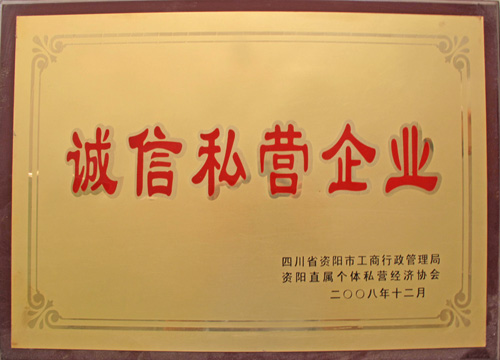 诚信私营企业
四川省资阳市工商行政管理局
资阳直属个体私营经济协会
二〇〇八年十二月